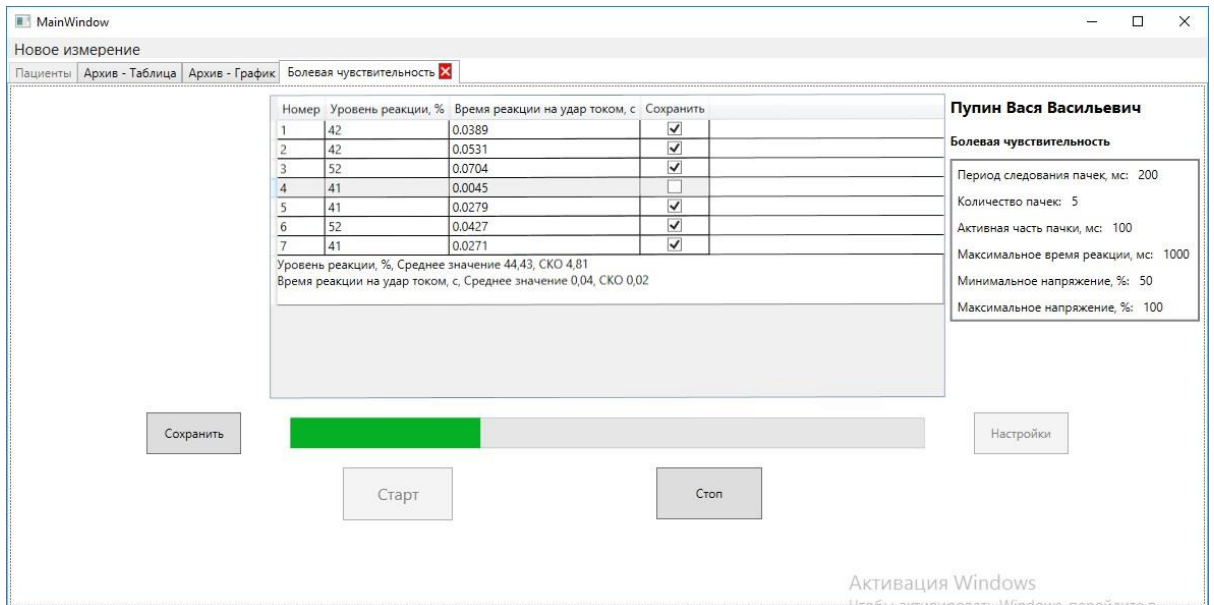 MainWindow
Новое измерение
Пациенты Архив - Таблица Архив - График Болевая чувствительность
Номер Уровень реакции, % Время реакции на удар током, с Сохранить
1 42 0.0389
2 42 0.0531
3 52 0.0704
4 41 0.0045
5 41 0.0279
6 52 0.0427
7 41 0.0271
Уровень реакции, %, Среднее значение 44,43, СКО 4,81
Время реакции на удар током, с, Среднее значение 0,04, СКО 0,02
Пупин Вася Васильевич
Болевая чувствительность
Период следования пачек, мс: 200
Количество пачек: 5
Активная часть пачки, мс: 100
Максимальное время реакции, мс: 1000
Минимальное напряжение, %: 50
Максимальное напряжение, %: 100
Сохранить
Настройки
Старт
Стоп
Активация Windows
Чтобы активировать Windows, перейдите в